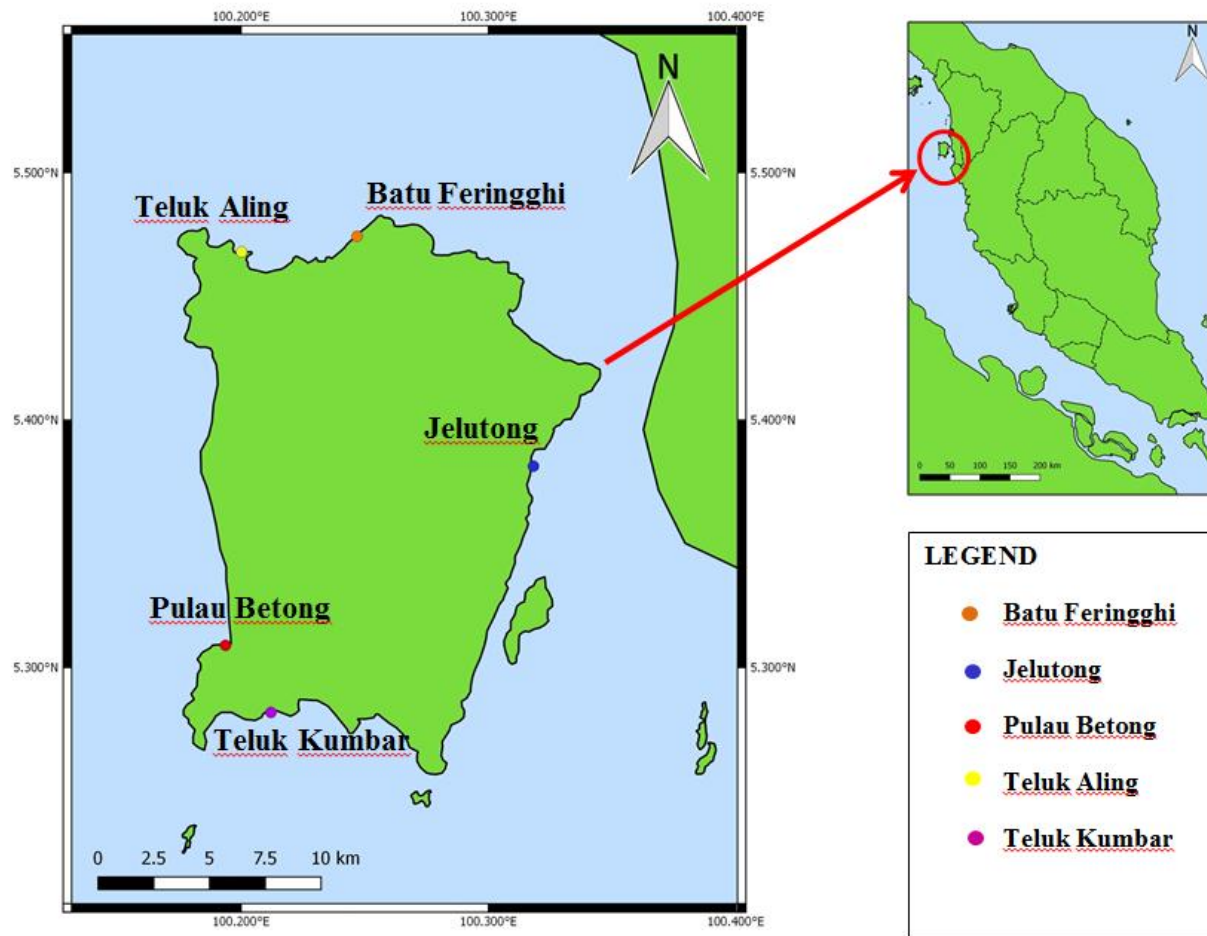 100.200°E 100.300°E 100.400°E
N
N
5.500°N 5.500°N
Batu Feringghi
Teluk Aling
5.400°N 5.400°N
Jelutong
0 50 100 150 200 km
LEGEND
Batu Feringghi
Jelutong
Pulau Betong
Teluk Aling
Teluk Kumbar
Pulau Betong
5.300°N 5.300°N
Teluk Kumbar
0 2.5 5 7.5 10 km
100.200°E 100.300°E 100.400°E